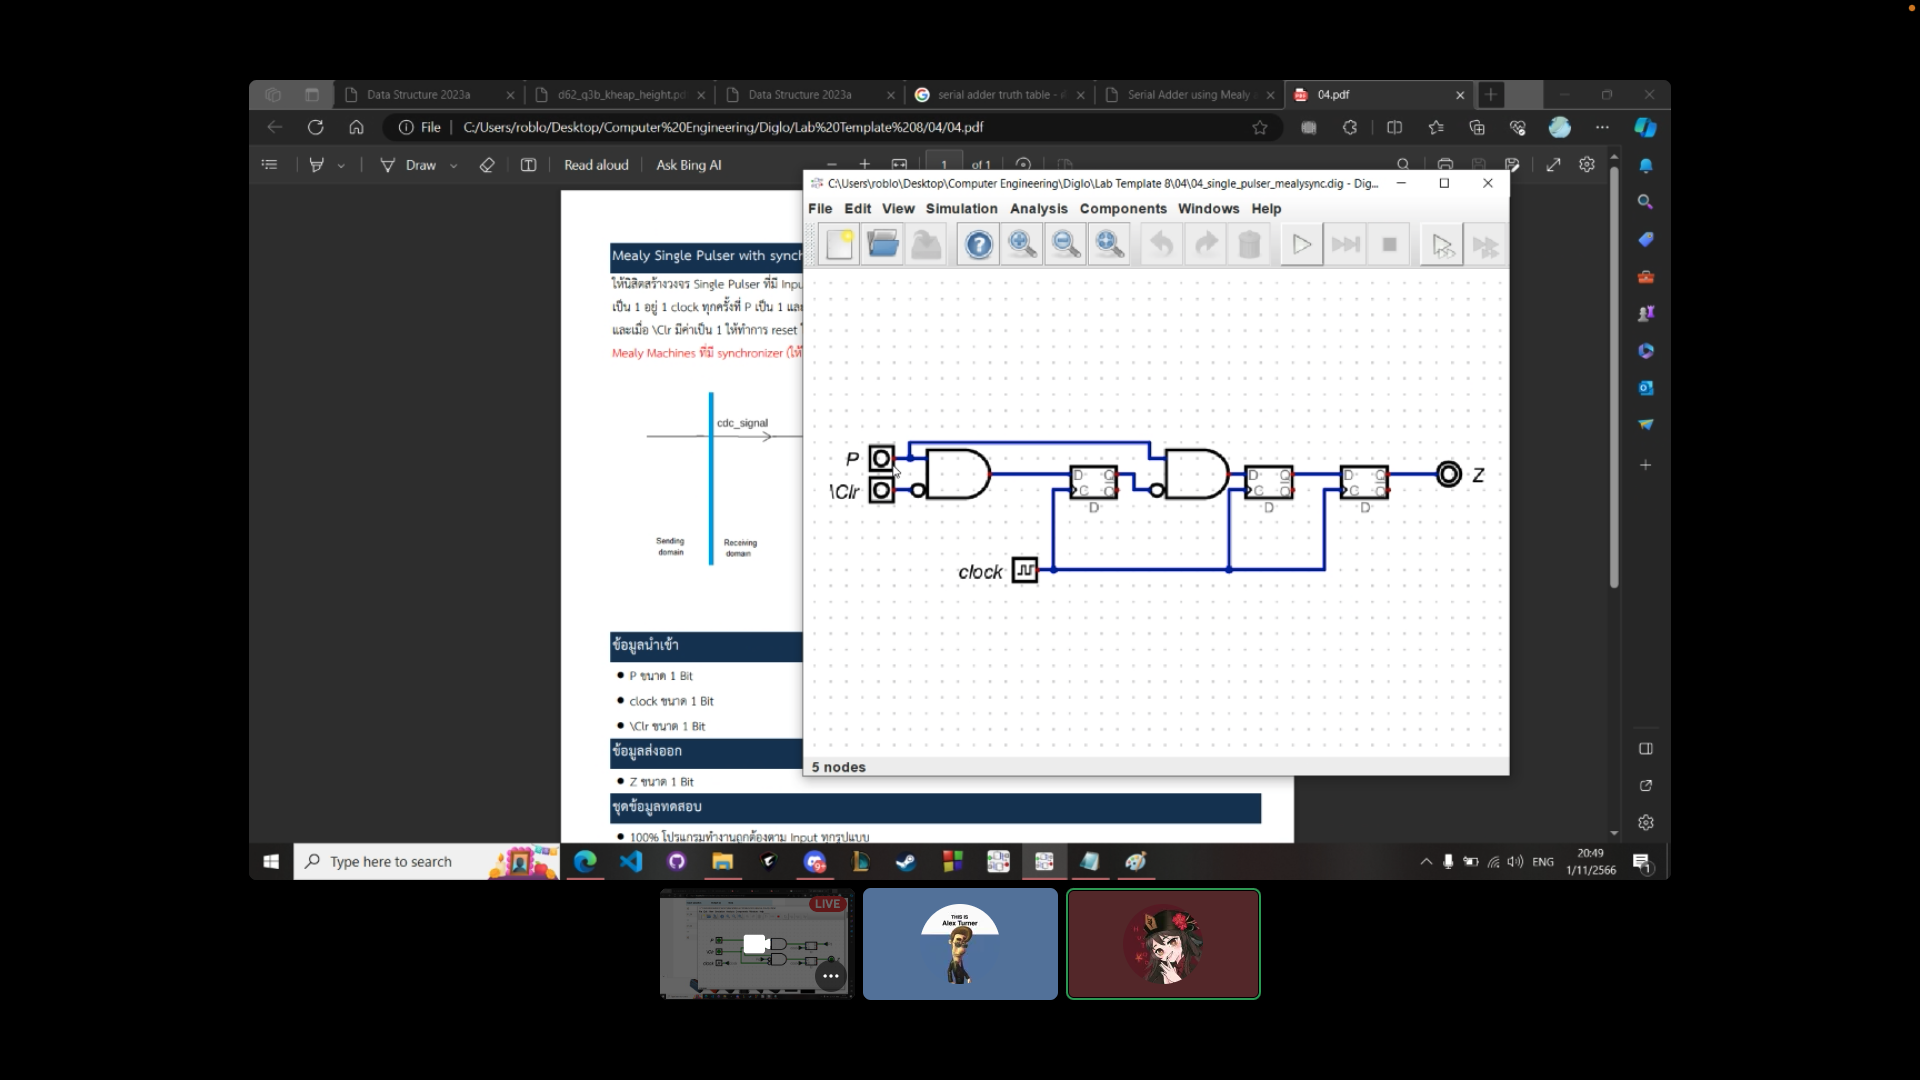 Data Structure 2023a
d62_q3b_kheap_height.pd
Data Structure 2023a
serial adder truth table -
Serial Adder using Mealy
04.pdf
File
C:/Users/roblo/Desktop/Computer%20Engineering/Diglo/Lab%20Template%208/04/04.pdf
Draw
Read aloud
Ask Bing AI
1
of 1
C:\Users\roblo\Desktop\Computer Engineering\Diglo\Lab Template 8\04\04_single_pulser_mealysync.dig - Dig...
File Edit View Simulation Analysis Components Windows Help
Mealy Single Pulser with synch
ให้นิสิตสร้างวงจร Single Pulser ที่มี Inpu
เป็น 1 อยู่ 1 clock ทุกครั้งที่ P เป็น 1 และ
และเมื่อ \Clr มีค่าเป็น 1 ให้ทำการ reset
Mealy Machines ที่มี synchronizer (ให้
cdc_signal
Sending
domain
Receiving
domain
P
\Clr
D Q
C Q
D
D Q
C Q
D
D Q
C Q
D
Z
clock
5 nodes
ข้อมูลนำเข้า
P ขนาด 1 Bit
clock ขนาด 1 Bit
\Clr ขนาด 1 Bit
ข้อมูลส่งออก
Z ขนาด 1 Bit
ชุดข้อมูลทดสอบ
100% โปรแกรมทำงานถูกต้องตาม Input ทุกรูปแบบ
Type here to search
ENG
20:49
1/11/2566
1
LIVE
THIS IS
Alex Turner